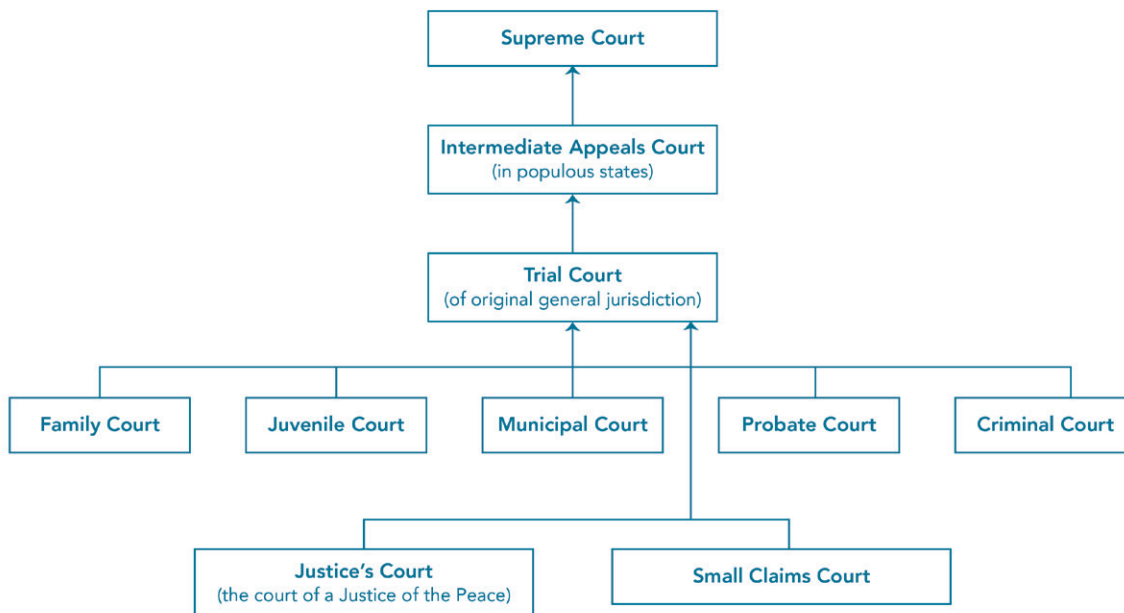 Supreme Court
Intermediate Appeals Court
(in populous states)
Trial Court
(of original general jurisdiction)
Family Court
Juvenile Court
Municipal Court
Probate Court
Criminal Court
Justice’s Court
(the court of a Justice of the Peace)
Small Claims Court